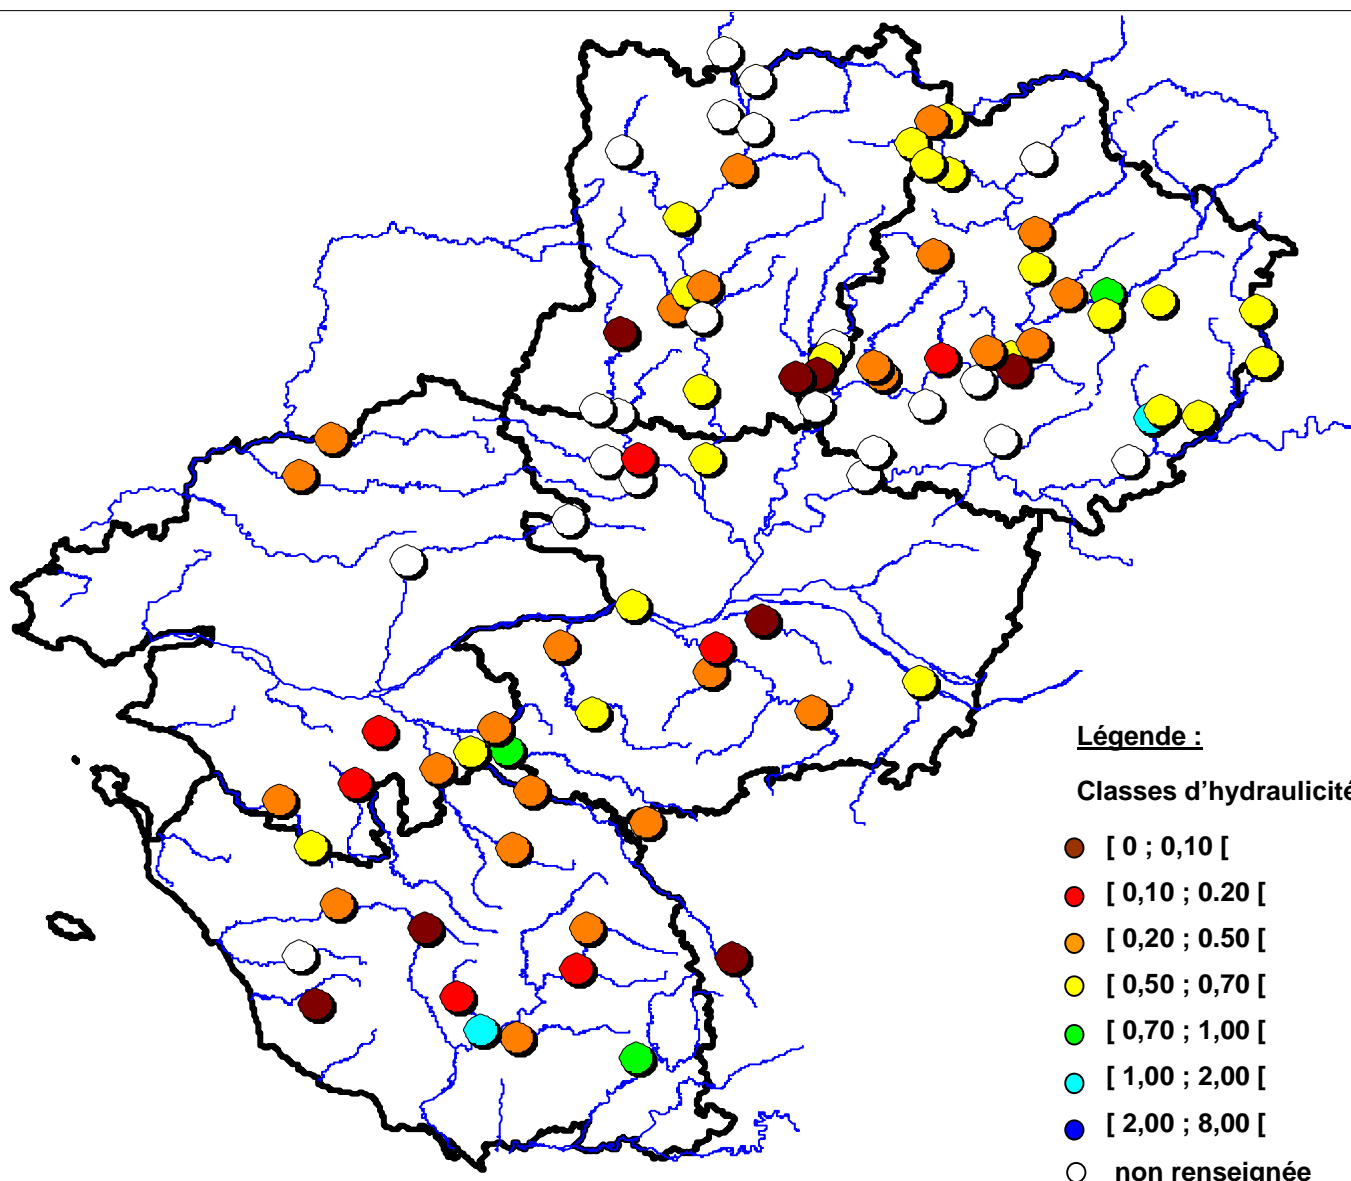 Légende :
Classes d’hydraulicité
[ 0 ; 0,10 [
[ 0,10 ; 0.20 [
[ 0,20 ; 0.50 [
[ 0,50 ; 0,70 [
[ 0,70 ; 1,00 [
[ 1,00 ; 2,00 [
[ 2,00 ; 8,00 [
non renseignée